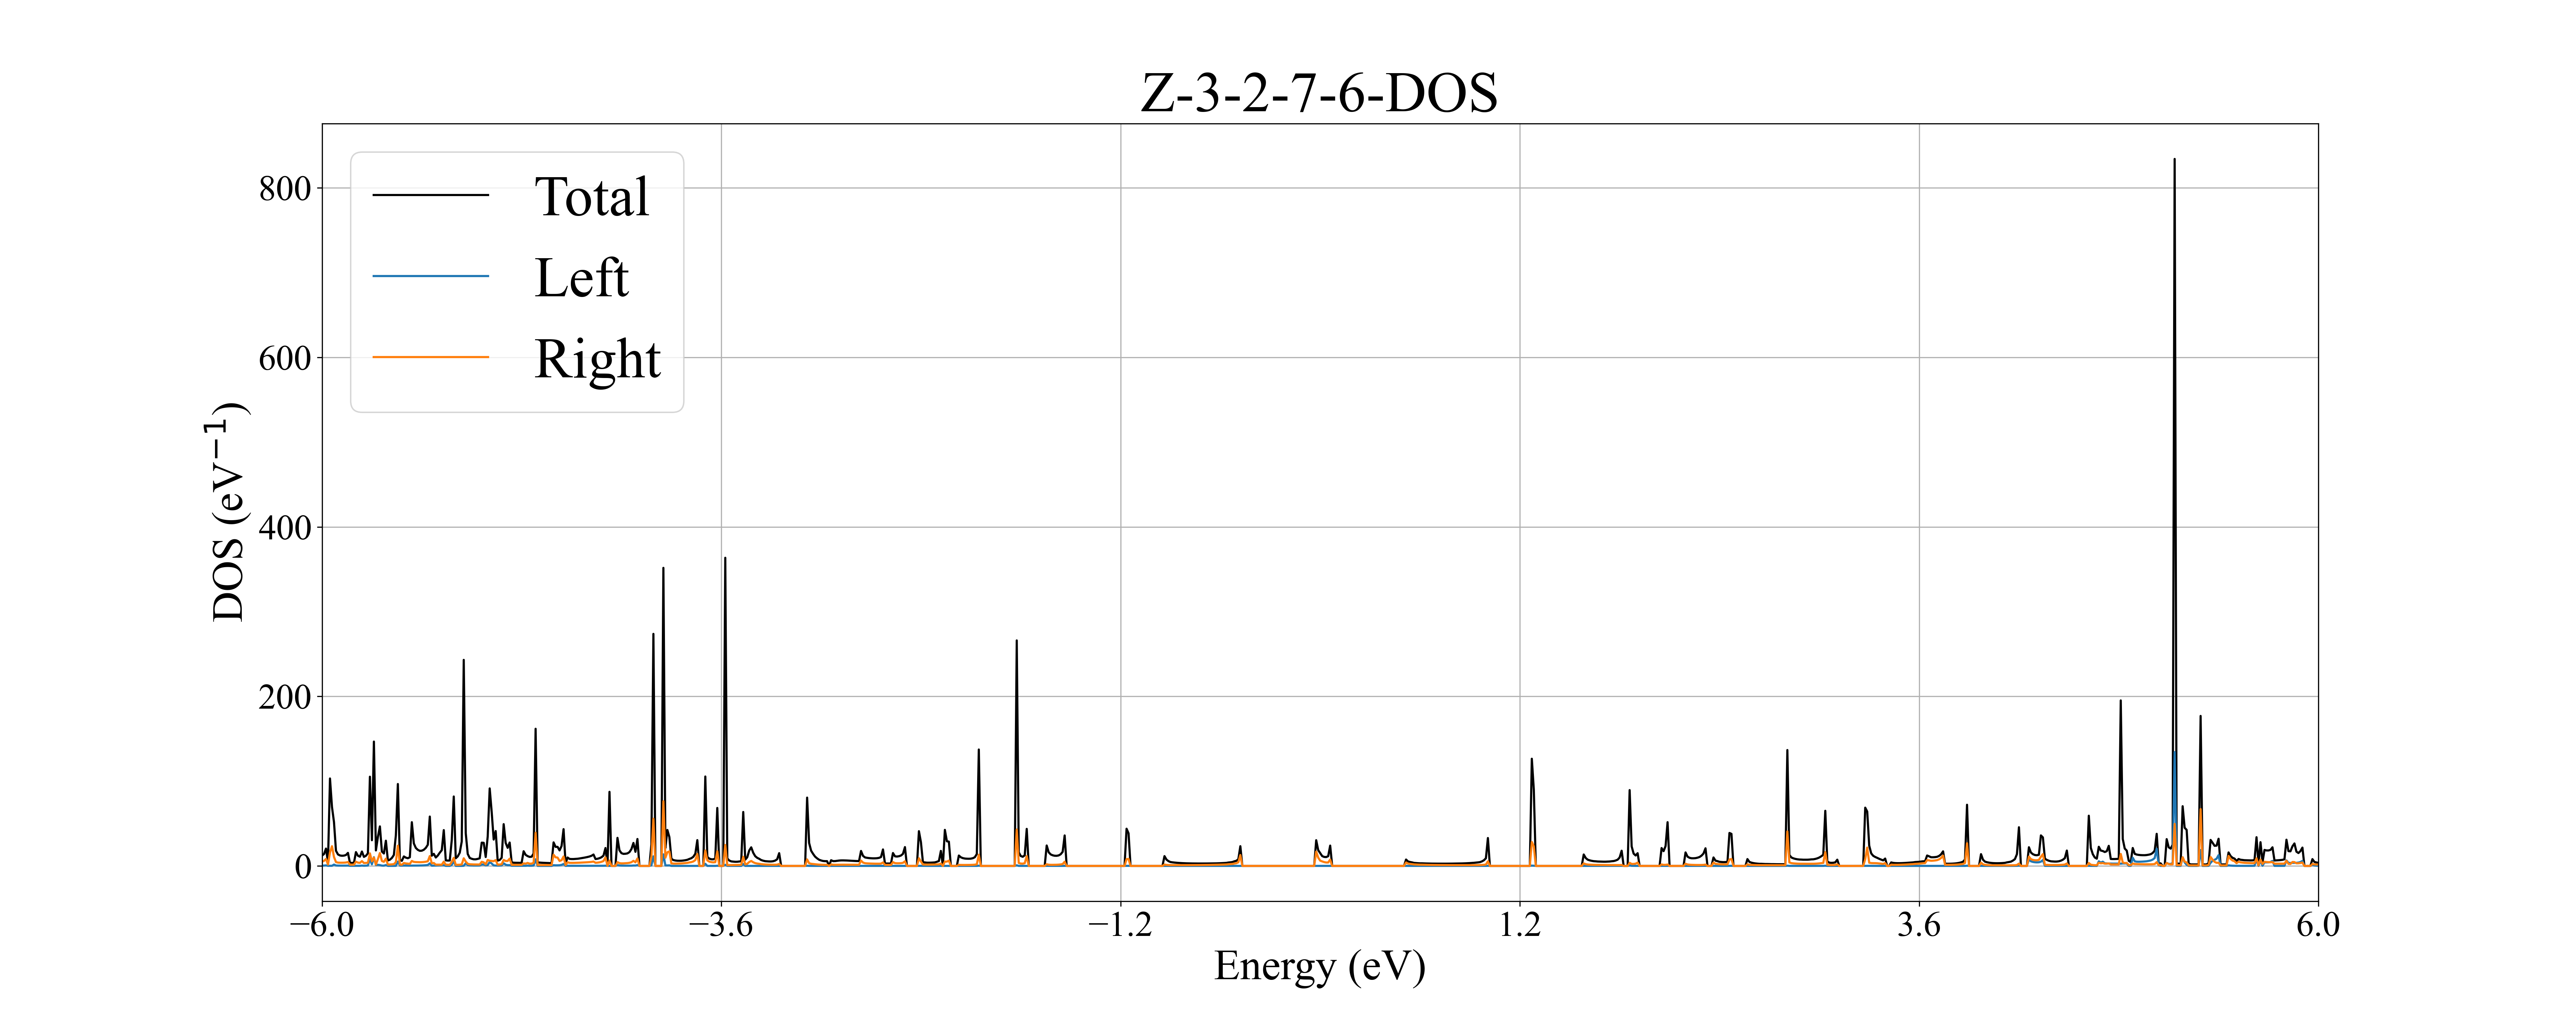 Z-3-2-7-6-DOS
Total
Left
Right
DOS (eV⁻¹)
800
600
400
200
0
−6.0 −3.6 −1.2 1.2 3.6 6.0
Energy (eV)